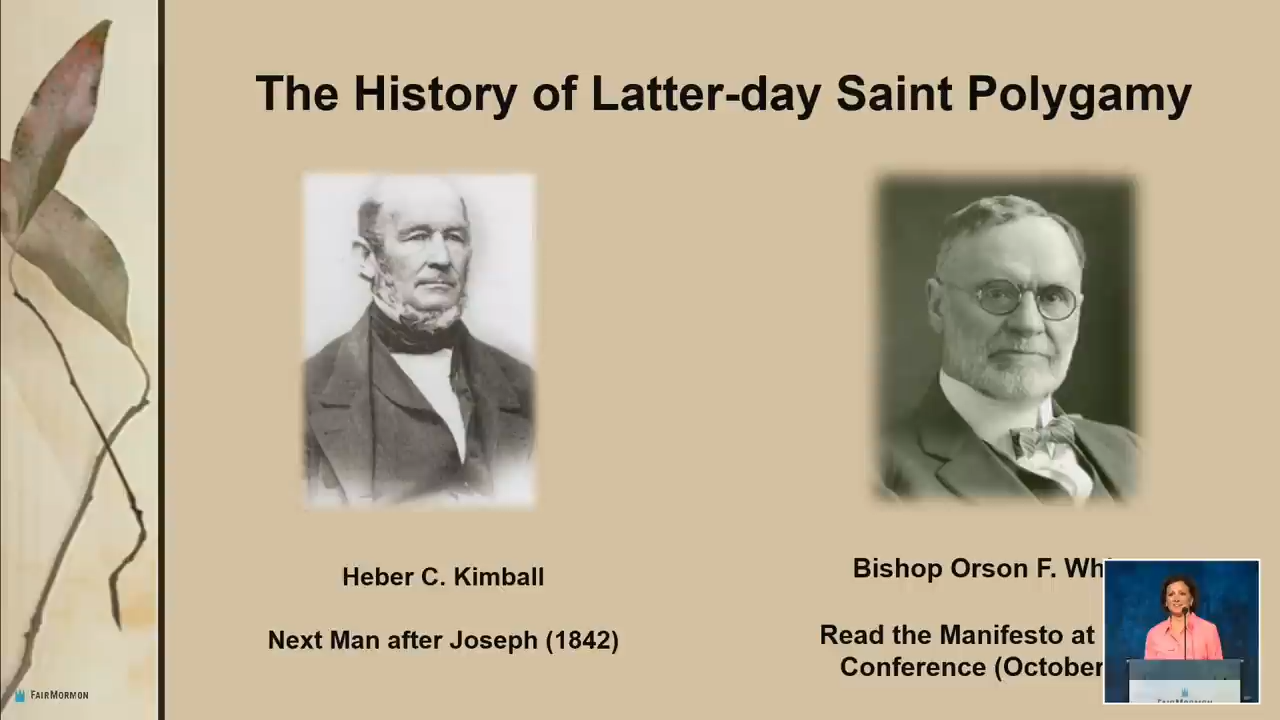 The History of Latter-day Saint Polygamy
Heber C. Kimball
Next Man after Joseph (1842)
Bishop Orson F.
Read the Manifesto at
Conference (October
FAIRMORMON
FAIRMORMON